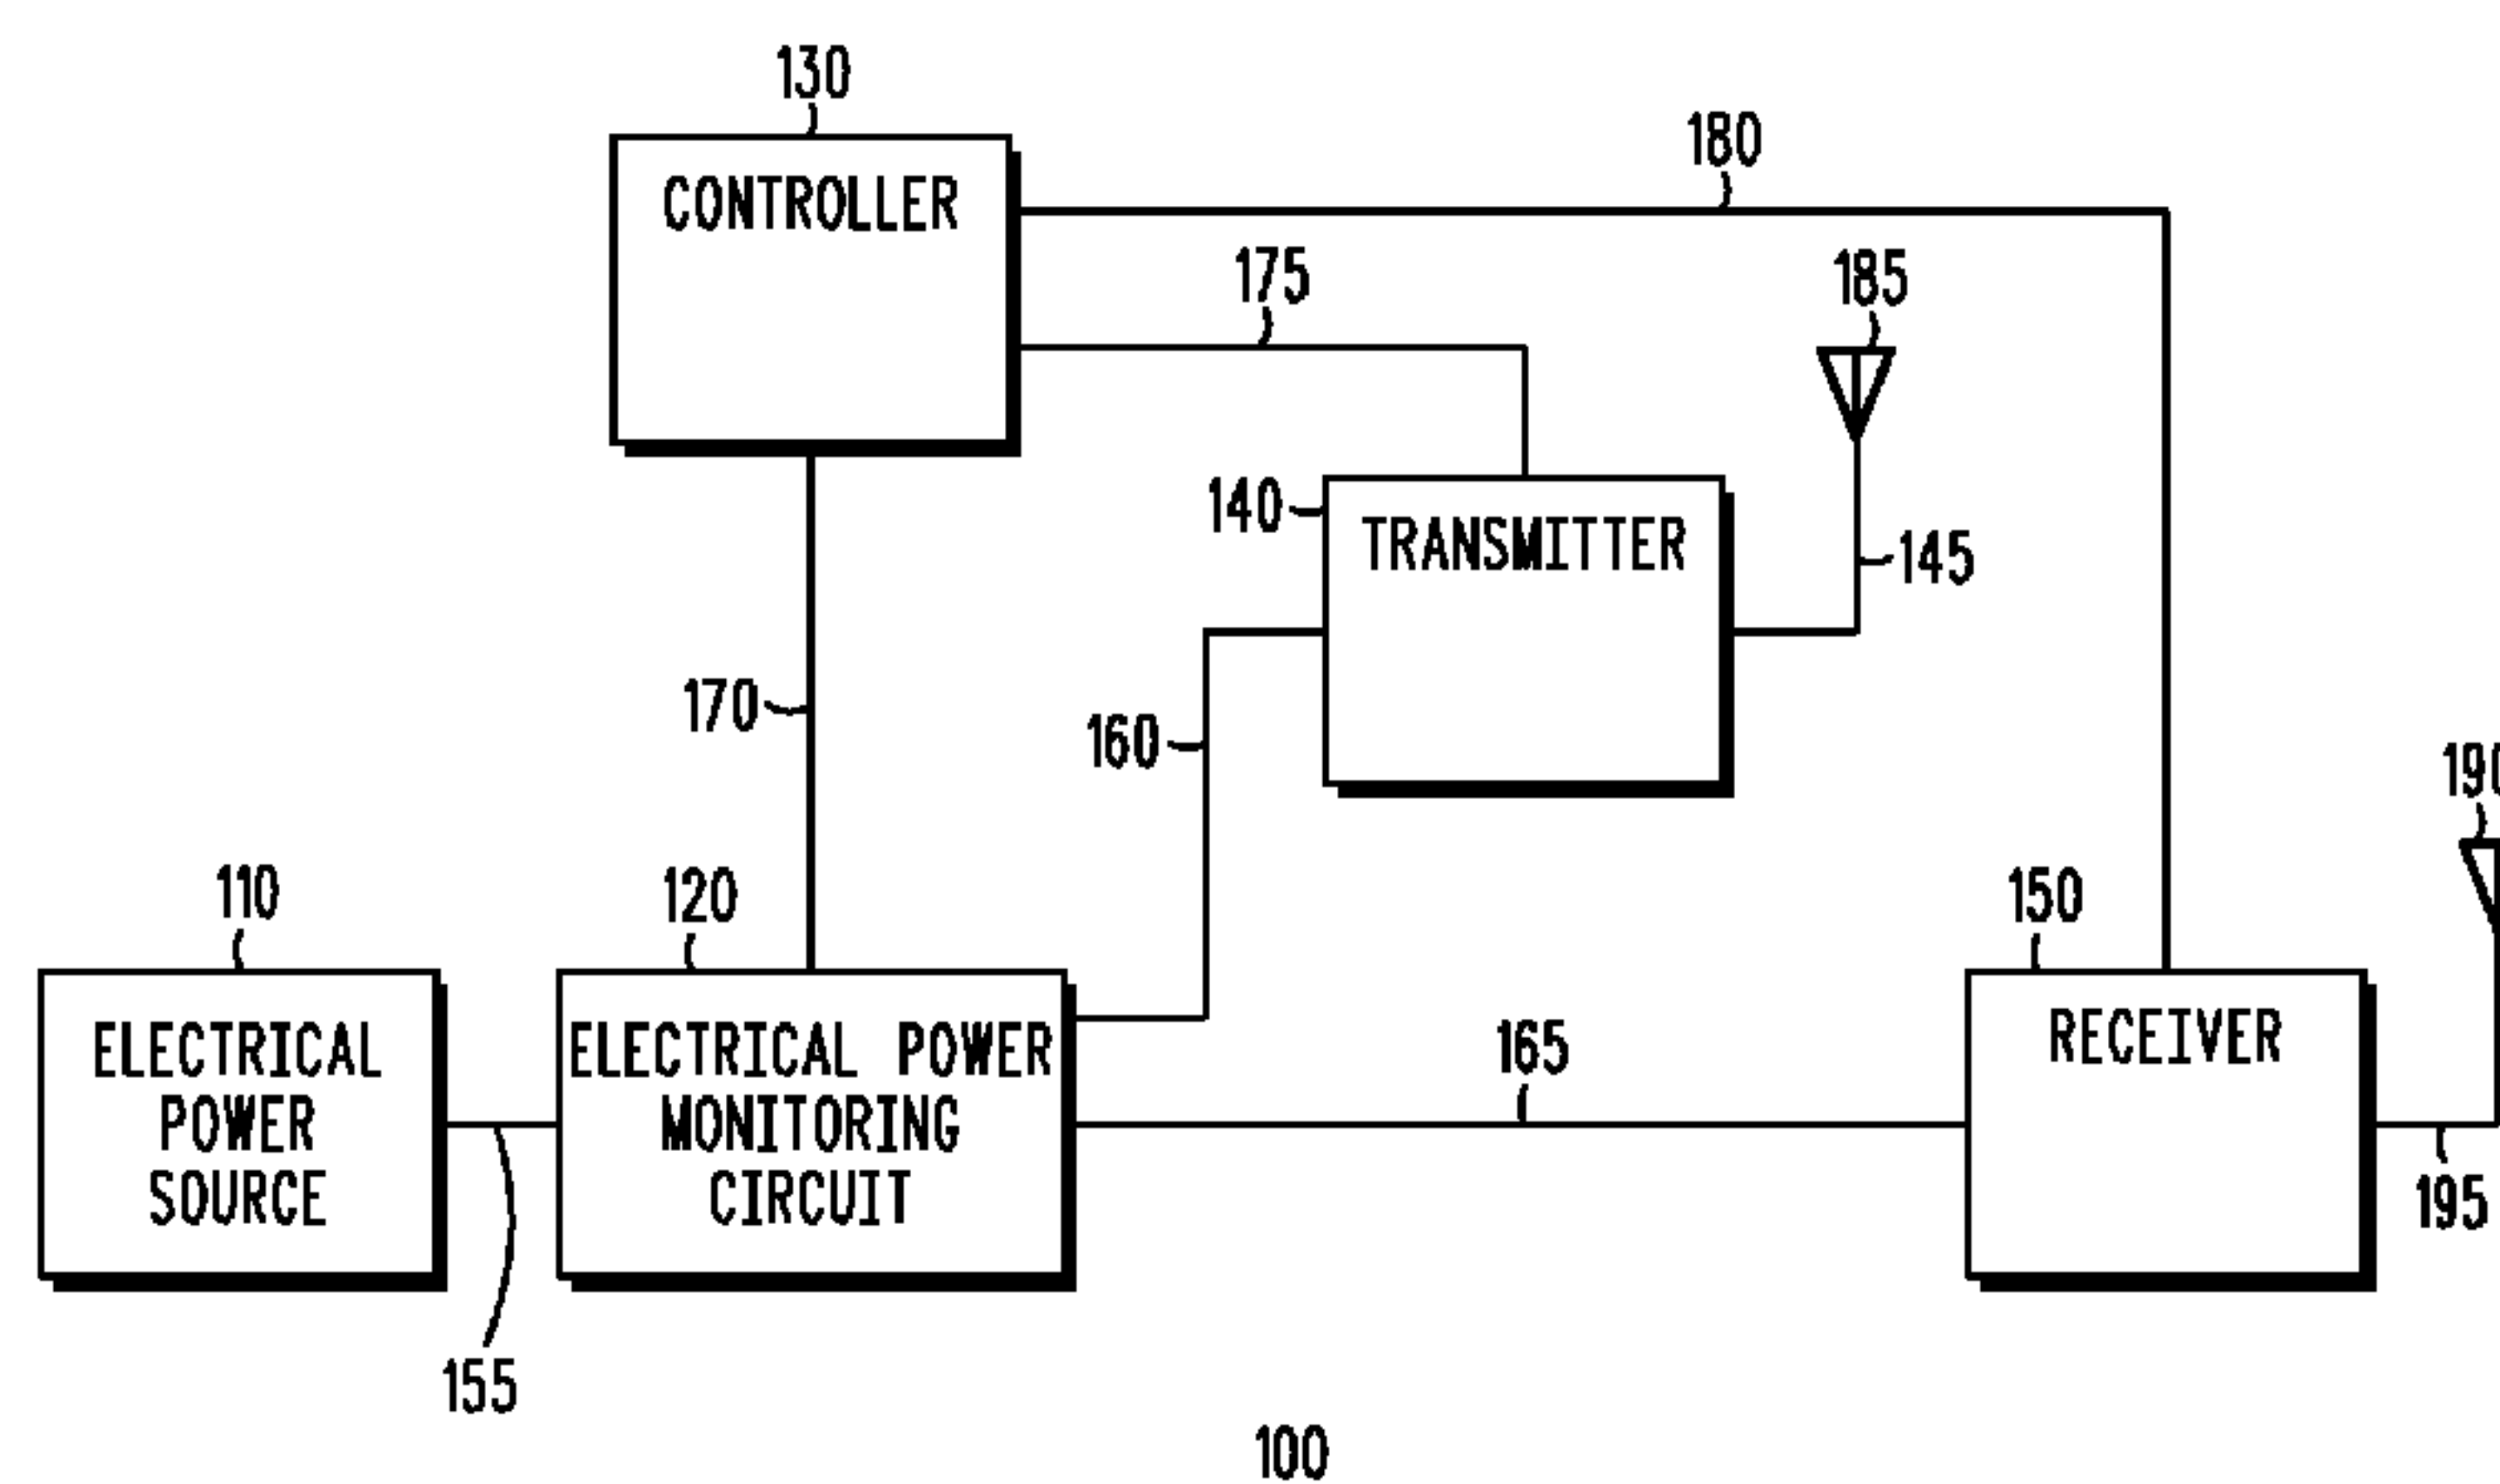 130
180
CONTROLLER
175
185
140
TRANSMITTER
145
170
160
190
110
120
150
ELECTRICAL
POWER
SOURCE
ELECTRICAL POWER
MONITORING
CIRCUIT
165
RECEIVER
195
155
100